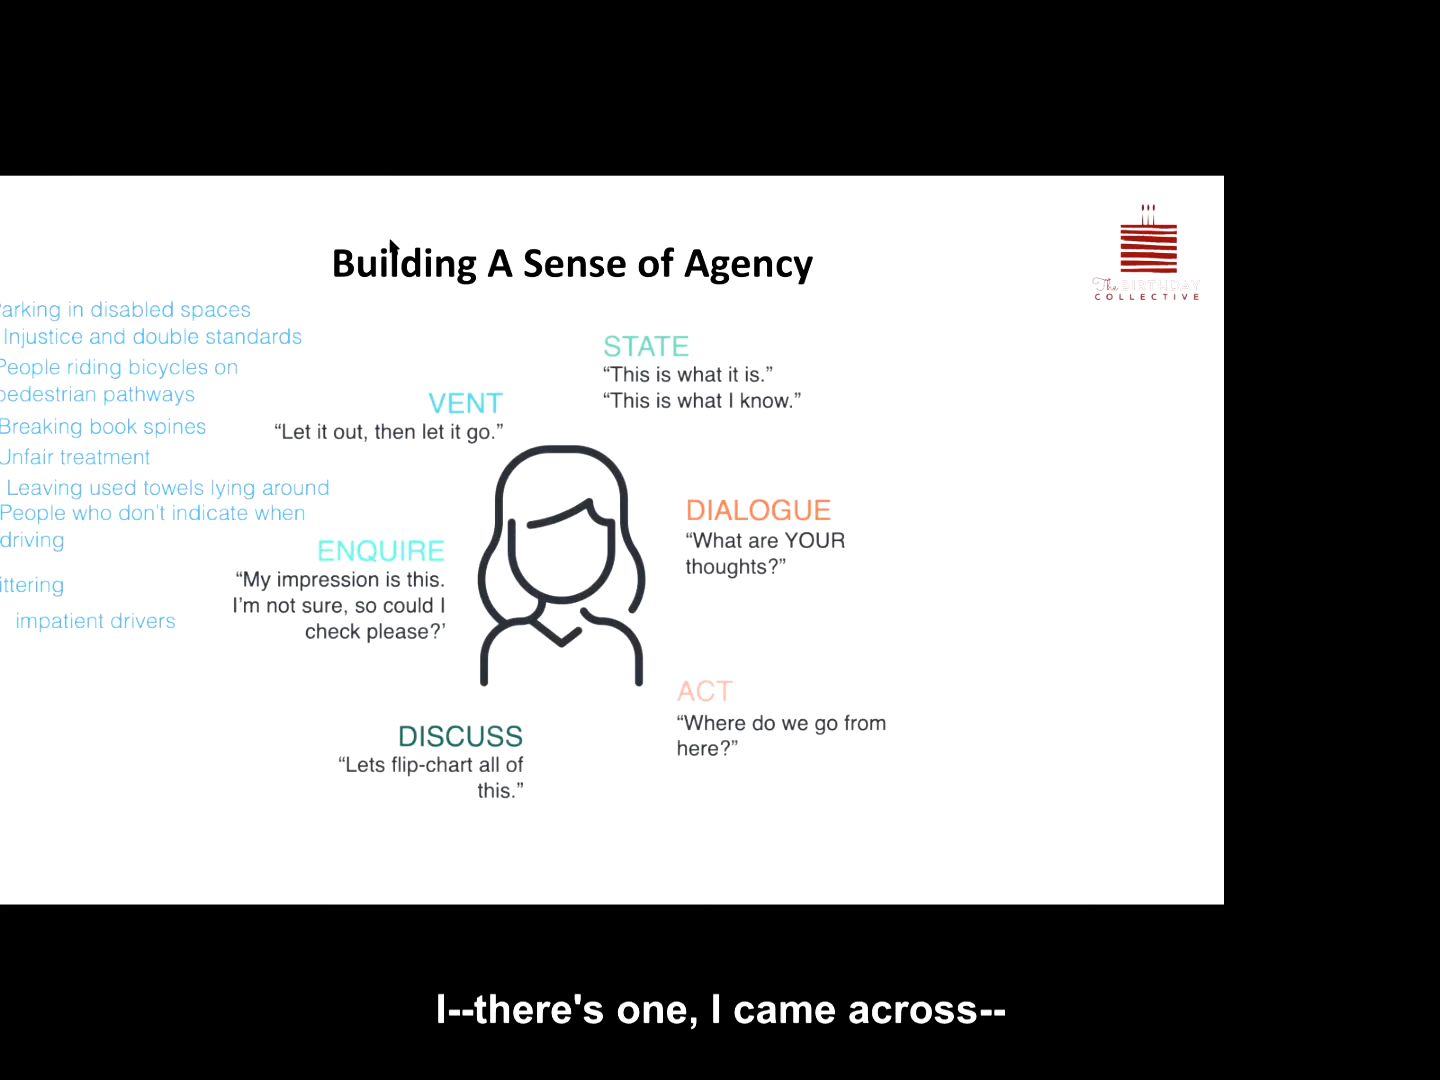 Building A Sense of Agency
The BIRTHDAY
COLLECTIVE
arking in disabled spaces
Injustice and double standards
People riding bicycles on
pedestrian pathways
Breaking book spines
Unfair treatment
Leaving used towels lying around
People who don't indicate when
driving
ittering
impatient drivers
STATE
“This is what it is.”
“This is what I know.”
VENT
“Let it out, then let it go.”
DIALOGUE
“What are YOUR
thoughts?”
ENQUIRE
“My impression is this.
I’m not sure, so could I
check please?’
ACT
“Where do we go from
here?”
DISCUSS
“Lets flip-chart all of
this.”
I--there's one, I came across--